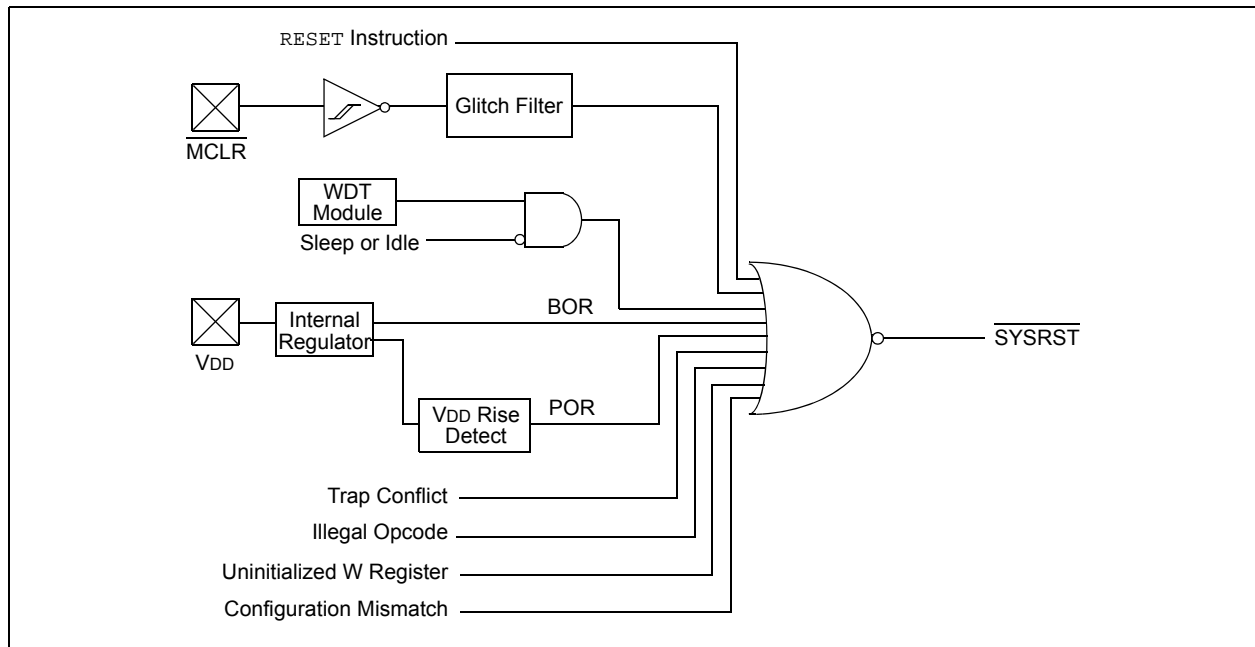 RESET Instruction
Glitch Filter
MCLR
WDT
Module
Sleep or Idle
BOR
Internal
Regulator
SYSRST
VDD
VDD Rise
Detect
POR
Trap Conflict
Illegal Opcode
Uninitialized W Register
Configuration Mismatch